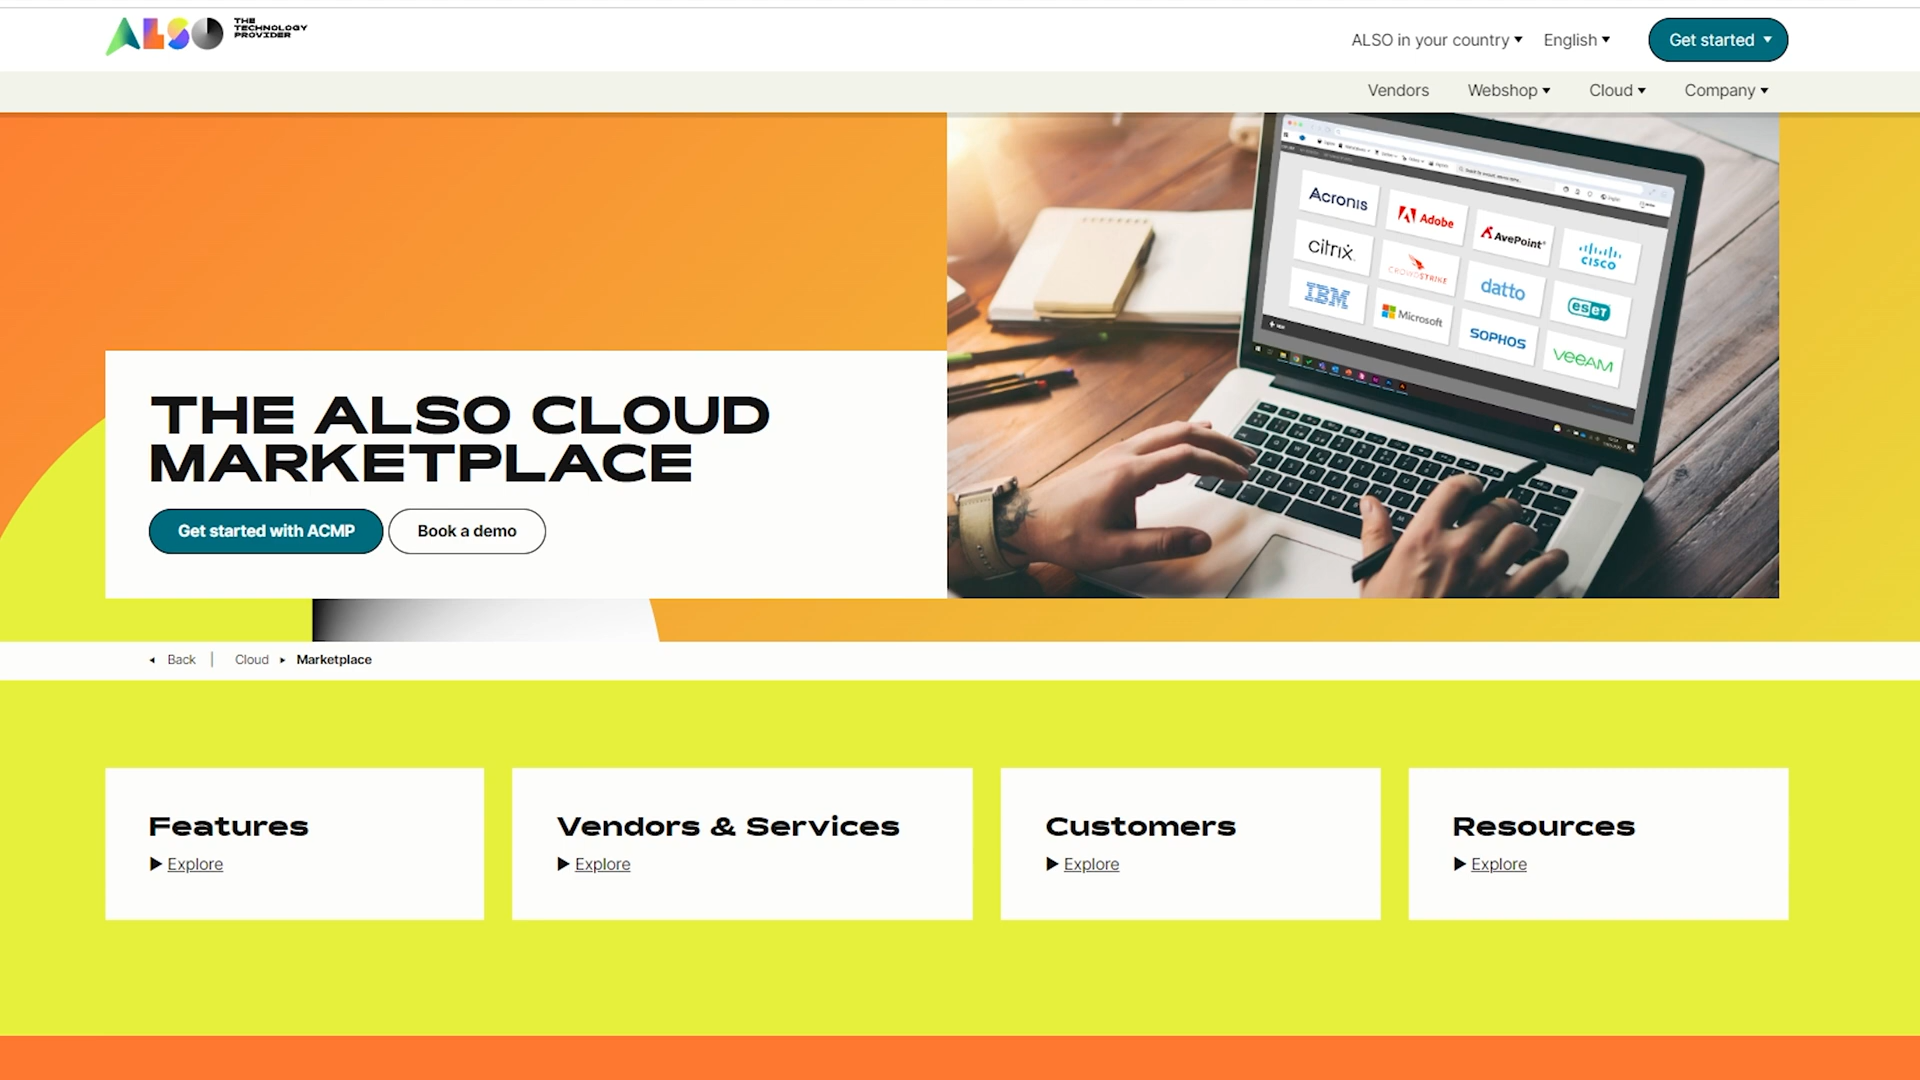 ALSO
THE
TECHNOLOGY
PROVIDER
ALSO in your country
English
Get started
Vendors
Webshop
Cloud
Company
Acronis
Adobe
AvePoint
CISCO
citrix
CROWDSTRIKE
datto
eset
IBM
Microsoft
SOPHOS
veeam
THE ALSO CLOUD
MARKETPLACE
Get started with ACMP
Book a demo
Back | Cloud Marketplace
Features
Explore
Vendors & Services
Explore
Customers
Explore
Resources
Explore